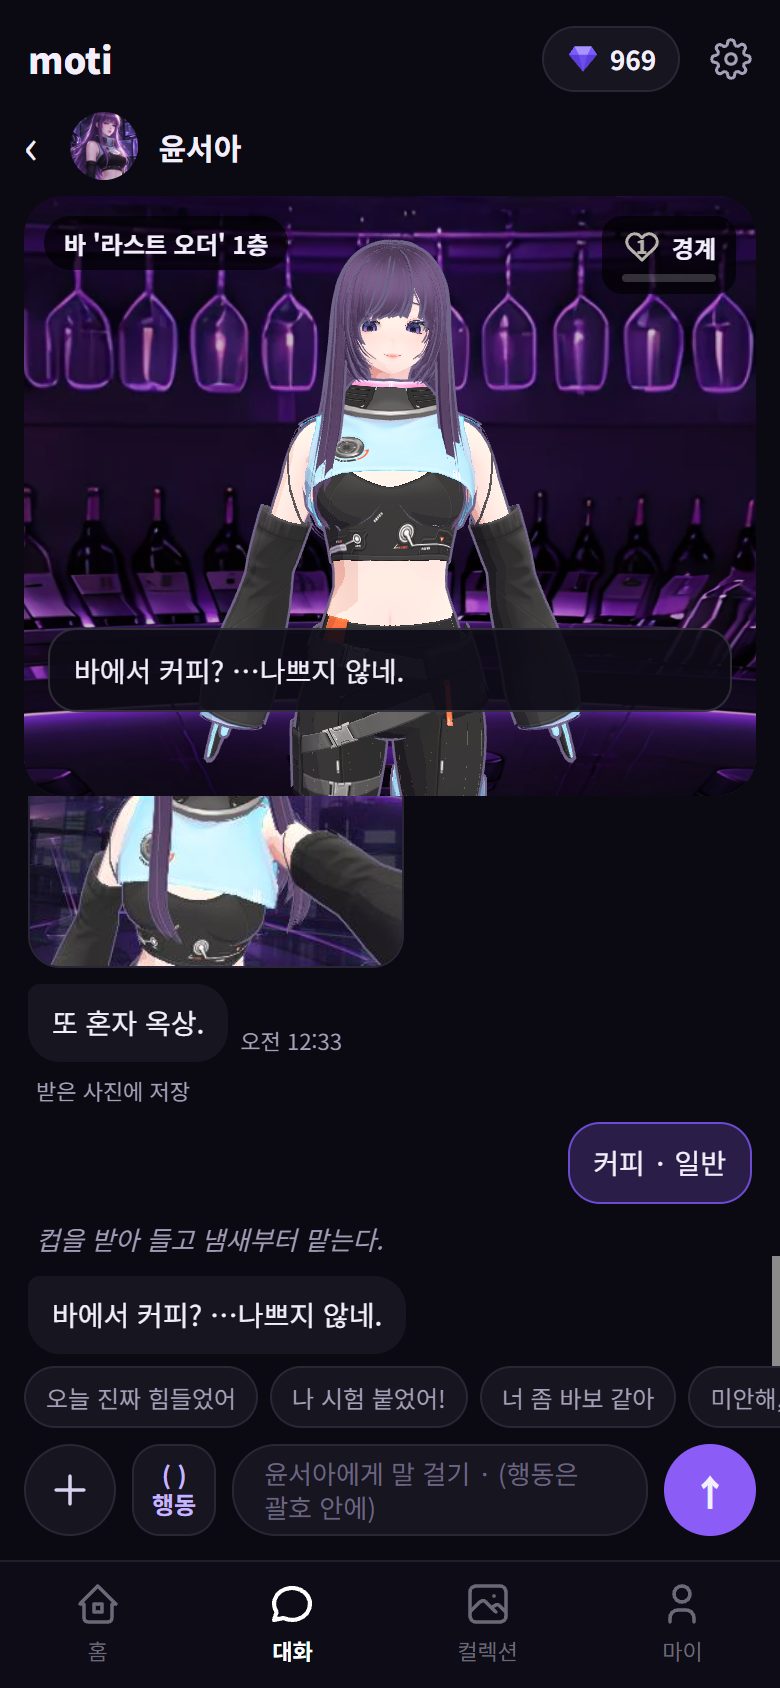 moti
969
윤서아
바 '라스트 오더' 1층
1 경계
바에서 커피? …나쁘지 않네.
또 혼자 옥상.
오전 12:33
받은 사진에 저장
커피 · 일반
컵을 받아 들고 냄새부터 맡는다.
바에서 커피? …나쁘지 않네.
오늘 진짜 힘들었어
나 시험 붙었어!
너 좀 바보 같아
미안해,
( )
행동
윤서아에게 말 걸기 · (행동은
괄호 안에)
홈
대화
컬렉션
마이